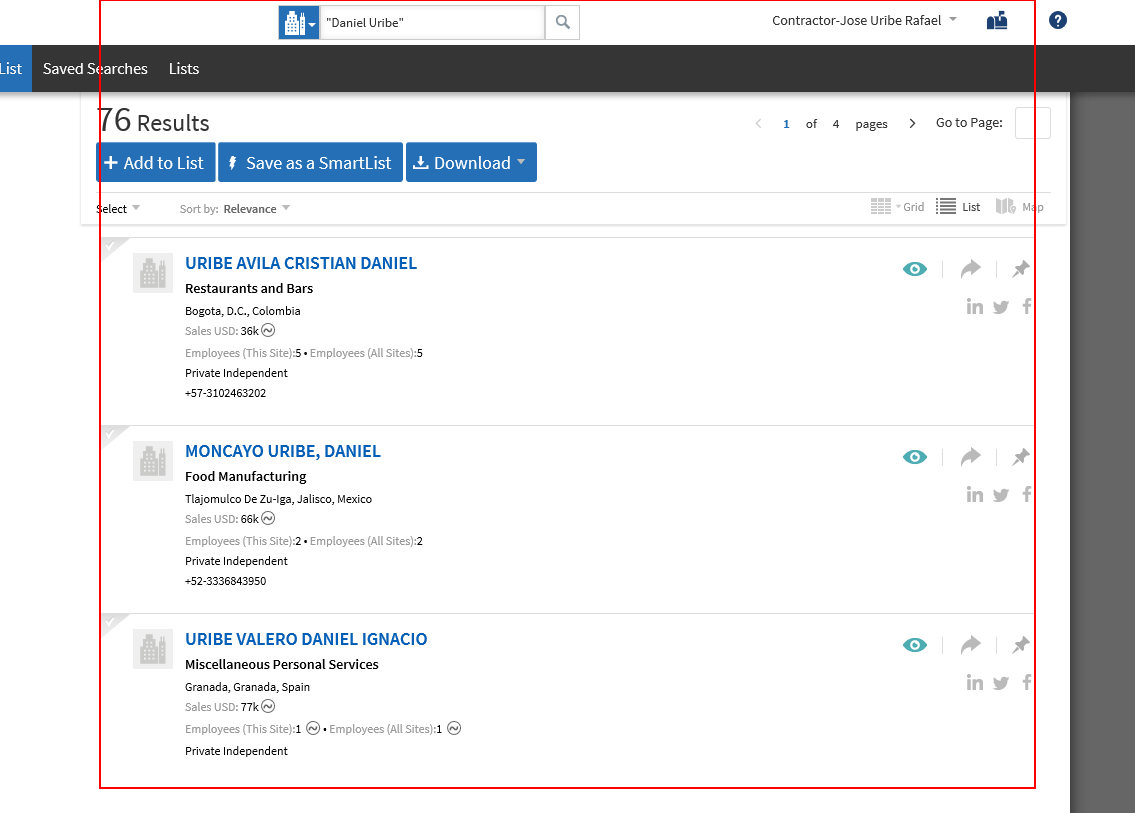 "Daniel Uribe"
Contractor-Jose Uribe Rafael
List Saved Searches Lists
76 Results
1 of 4 pages Go to Page:
Add to List Save as a SmartList Download
Select Sort by: Relevance Grid List Map
URIBE AVILA CRISTIAN DANIEL
Restaurants and Bars
Bogota, D.C., Colombia
Sales USD: 36k
Employees (This Site):5 • Employees (All Sites):5
Private Independent
+57-3102463202
MONCAYO URIBE, DANIEL
Food Manufacturing
Tlajomulco De Zu-Iga, Jalisco, Mexico
Sales USD: 66k
Employees (This Site):2 • Employees (All Sites):2
Private Independent
+52-3336843950
URIBE VALERO DANIEL IGNACIO
Miscellaneous Personal Services
Granada, Granada, Spain
Sales USD: 77k
Employees (This Site):1 • Employees (All Sites):1
Private Independent